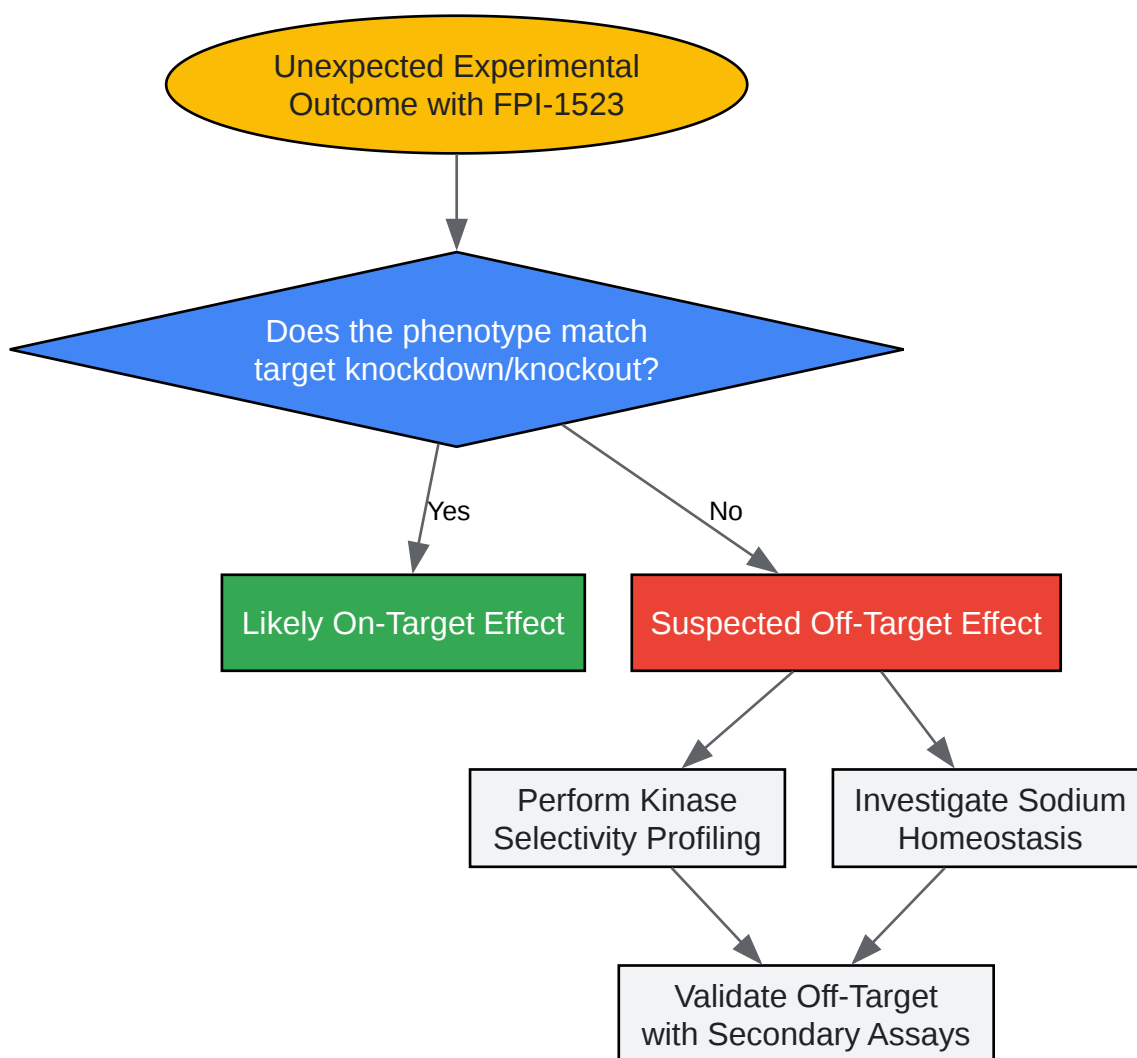 Unexpected Experimental
Outcome with FPI-1523
Does the phenotype match
target knockdown/knockout?
Yes
No
Likely On-Target Effect
Suspected Off-Target Effect
Perform Kinase
Selectivity Profiling
Investigate Sodium
Homeostasis
Validate Off-Target
with Secondary Assays